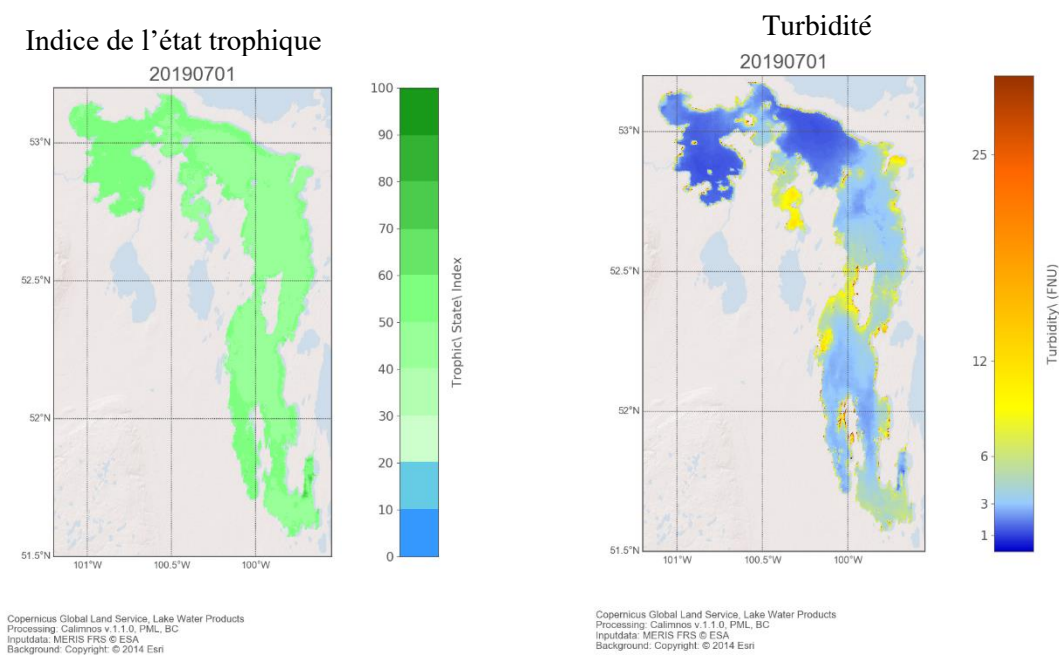 Indice de l’état trophique
20190701
53°N
52.5°N
52°N
51.5°N
101°W
100.5°W
100°W
100
90
80
70
60
50
40
30
20
10
0
Trophic\ State\ Index
Copernicus Global Land Service, Lake Water Products
Processing: Calimnos v.1.1.0, PML, BC
Inputdata: MERIS FRS © ESA
Background: Copyright: © 2014 Esri
Turbidité
20190701
53°N
52.5°N
52°N
51.5°N
101°W
100.5°W
100°W
25
12
6
3
1
Turbidity\ (FNU)
Copernicus Global Land Service, Lake Water Products
Processing: Calimnos v.1.1.0, PML, BC
Inputdata: MERIS FRS © ESA
Background: Copyright: © 2014 Esri